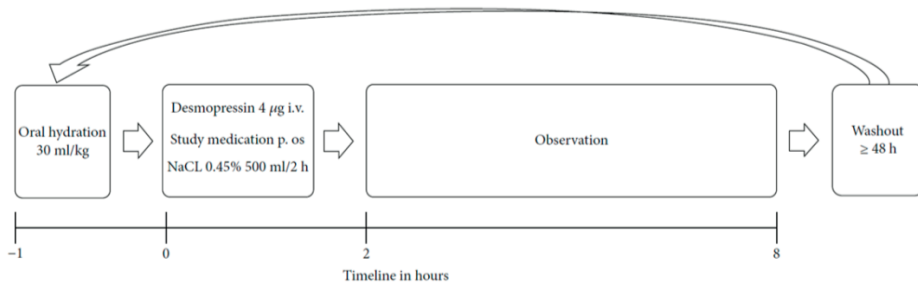 Oral hydration
30 ml/kg
Desmopressin 4 μg i.v.
Study medication p. os
NaCL 0.45% 500 ml/2 h
Observation
Washout
≥ 48 h
−1
0
2
8
Timeline in hours